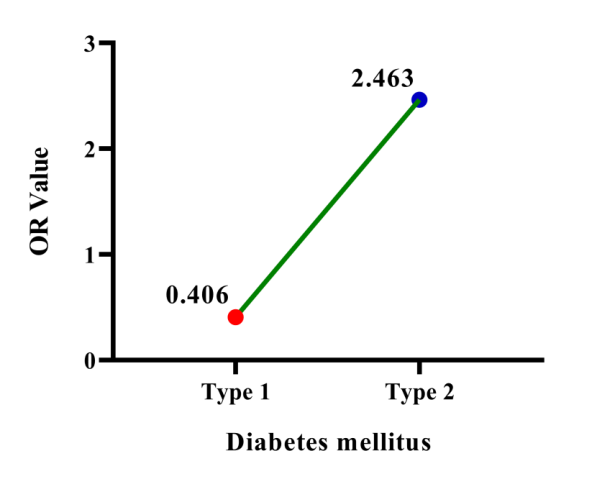 3
2.463
2
OR Value
1
0.406
0
Type 1
Type 2
Diabetes mellitus